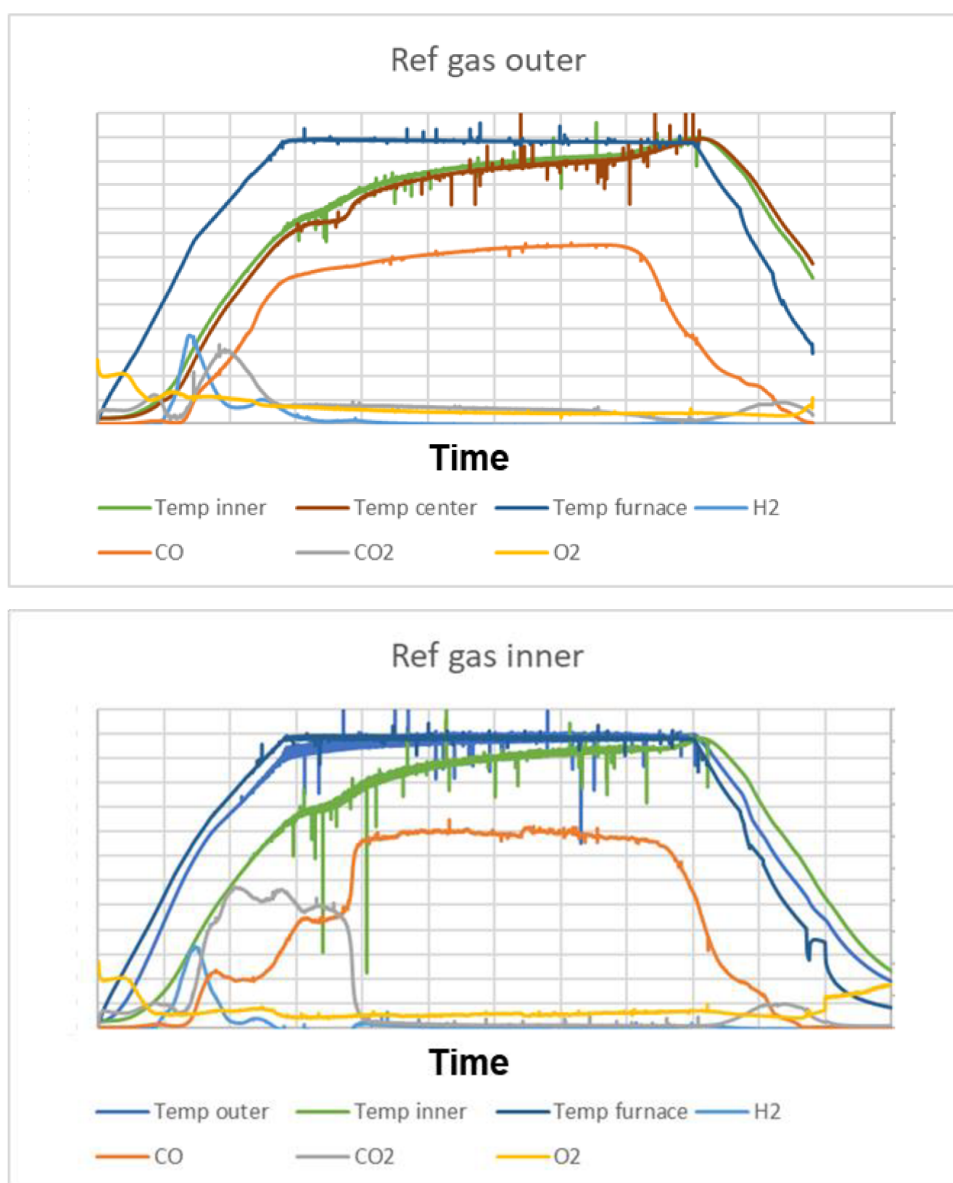 Ref gas outer
Time
Temp inner Temp center Temp furnace H2
CO CO2 O2
Ref gas inner
Time
Temp outer Temp inner Temp furnace H2
CO CO2 O2